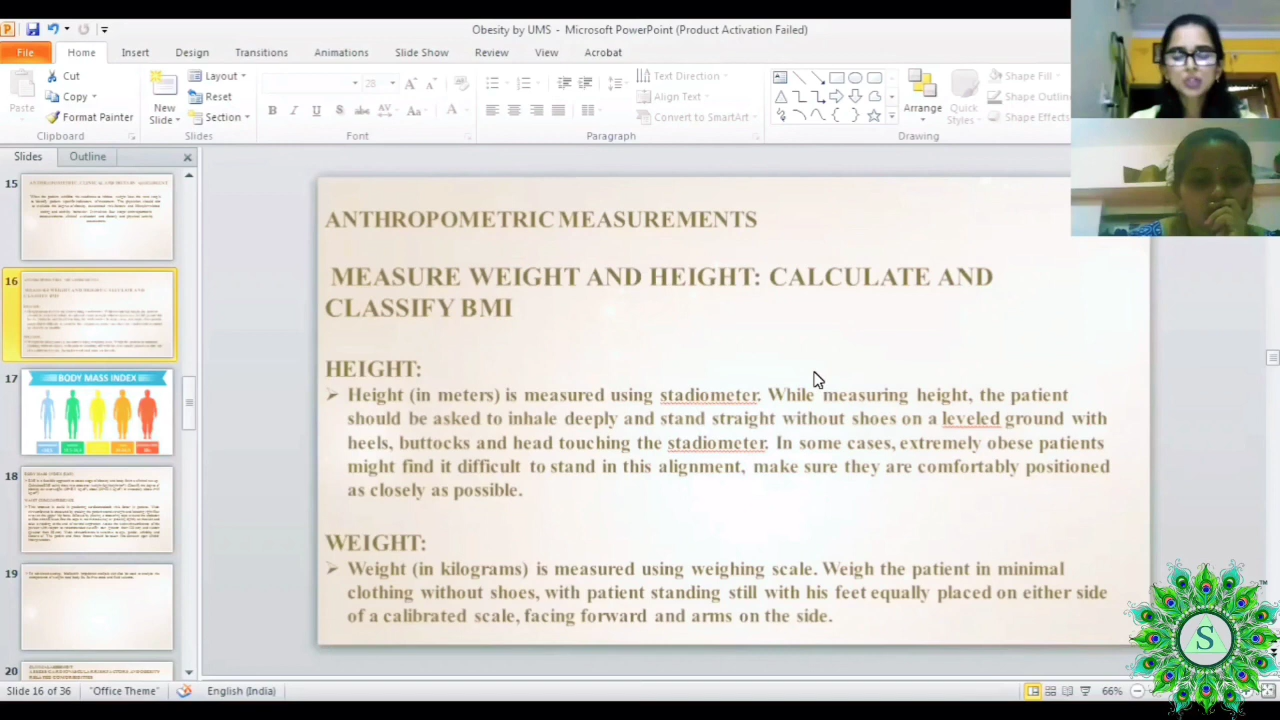 Obesity by UMS - Microsoft PowerPoint (Product Activation Failed)
File Home Insert Design Transitions Animations Slide Show Review View Acrobat
Cut
Copy
Format Painter
Paste
Clipboard
New
Slide
Layout
Reset
Section
Slides
28
Font
Text Direction
Align Text
Convert to SmartArt
Paragraph
Arrange
Quick
Styles
Shape Fill
Shape Outline
Shape Effects
Drawing
Slides Outline
15
16
17
BODY MASS INDEX
18
19
20
ANTHROPOMETRIC MEASUREMENTS
MEASURE WEIGHT AND HEIGHT: CALCULATE AND
CLASSIFY BMI
HEIGHT:
Height (in meters) is measured using stadiometer. While measuring height, the patient
should be asked to inhale deeply and stand straight without shoes on a leveled ground with
heels, buttocks and head touching the stadiometer. In some cases, extremely obese patients
might find it difficult to stand in this alignment, make sure they are comfortably positioned
as closely as possible.
WEIGHT:
Weight (in kilograms) is measured using weighing scale. Weigh the patient in minimal
clothing without shoes, with patient standing still with his feet equally placed on either side
of a calibrated scale, facing forward and arms on the side.
Slide 16 of 36 "Office Theme" English (India) 66%
S
TM